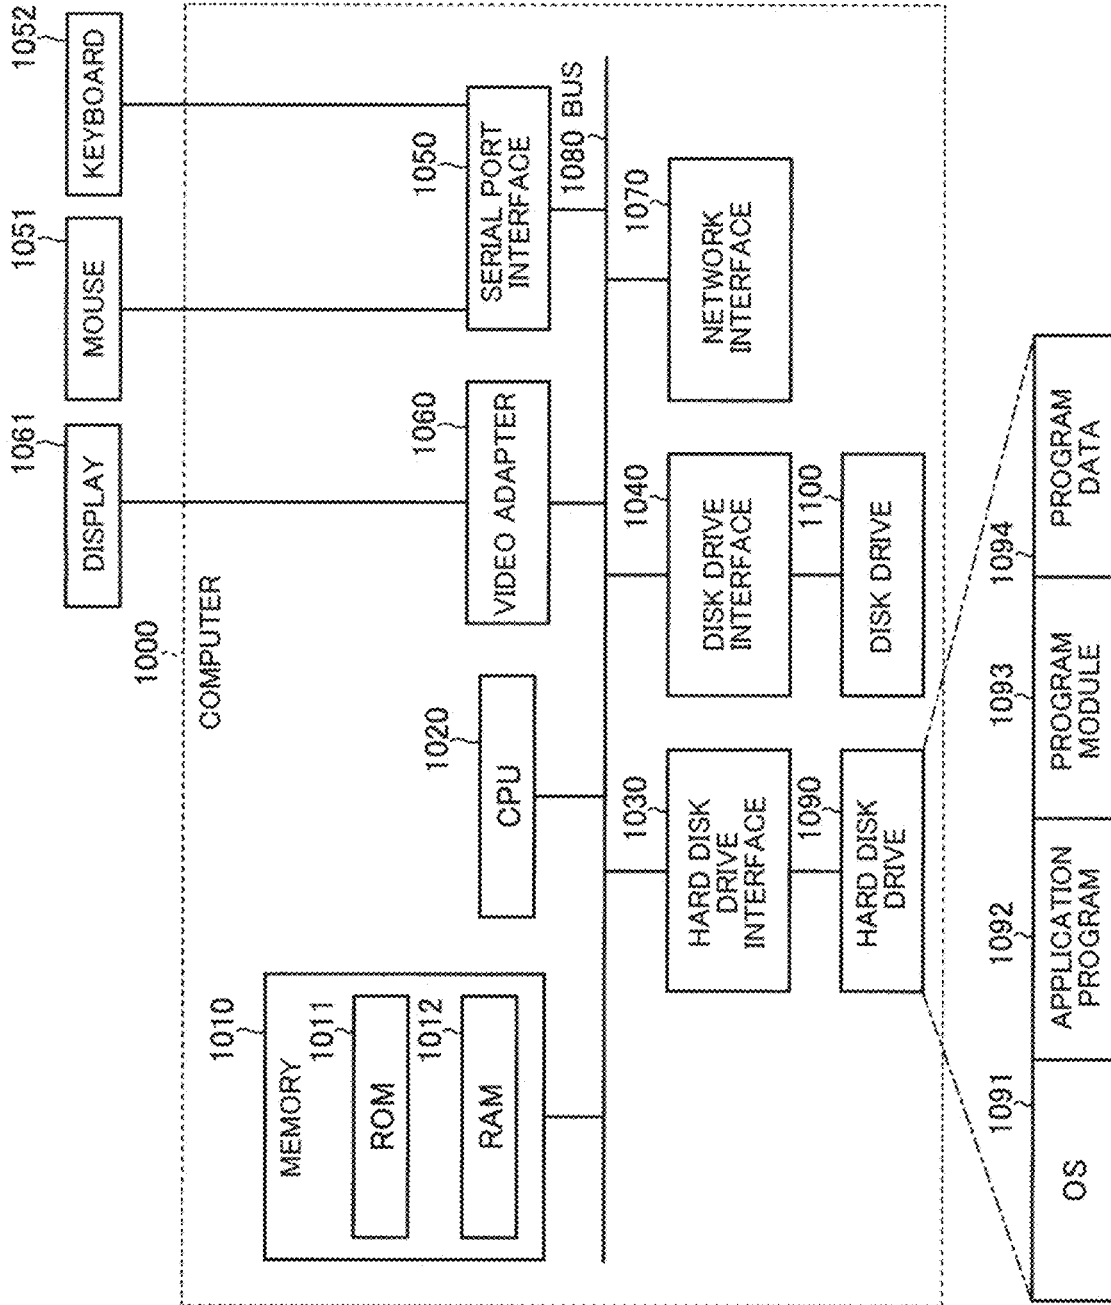 1000
COMPUTER
1010
MEMORY
1011
ROM
1012
RAM
1020
CPU
1061
DISPLAY
1051
MOUSE
1052
KEYBOARD
1060
VIDEO ADAPTER
1050
SERIAL PORT
INTERFACE
1080 BUS
1030
HARD DISK
DRIVE
INTERFACE
1040
DISK DRIVE
INTERFACE
1070
NETWORK
INTERFACE
1090
HARD DISK
DRIVE
1100
DISK DRIVE
1091
OS
1092
APPLICATION
PROGRAM
1093
PROGRAM
MODULE
1094
PROGRAM
DATA